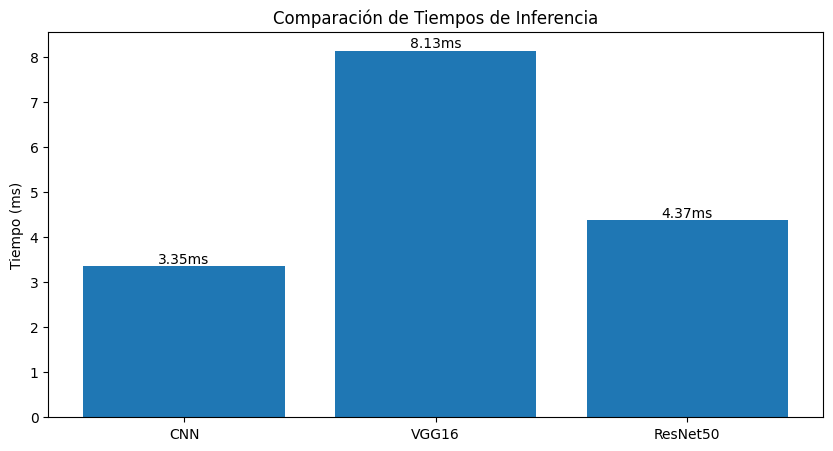 Comparación de Tiempos de Inferencia
Tiempo (ms)
8
7
6
5
4
3
2
1
0
3.35ms
8.13ms
4.37ms
CNN
VGG16
ResNet50